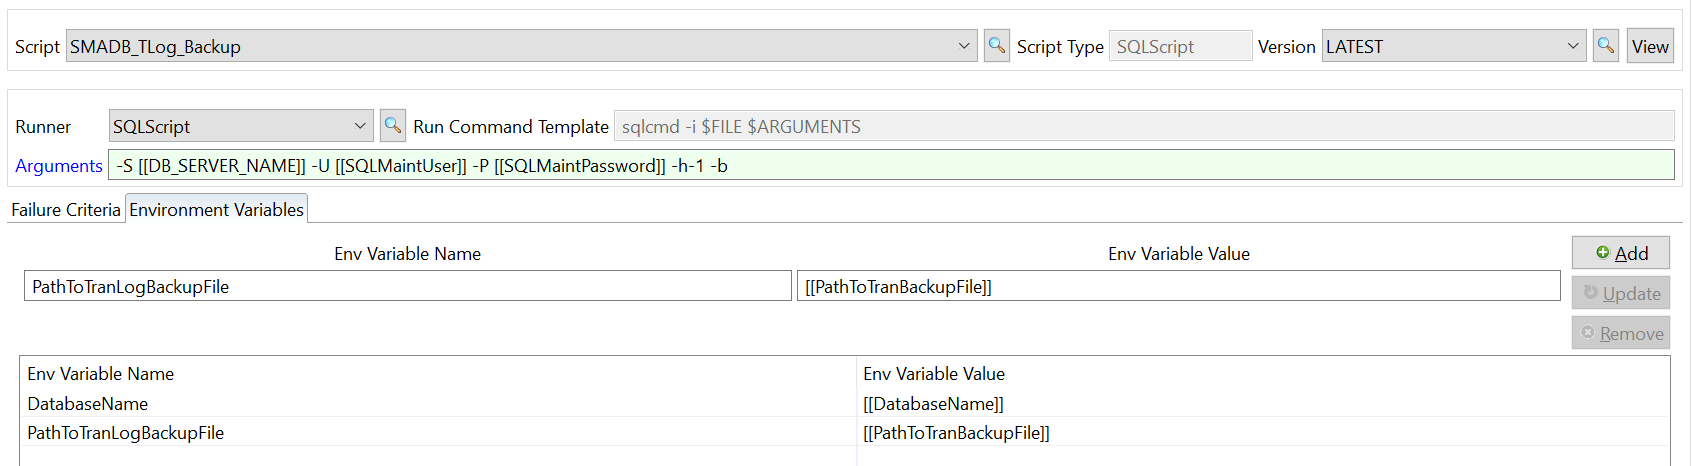 Script SMADB_TLog_Backup Script Type SQLScript Version LATEST View
Runner SQLScript Run Command Template sqlcmd -i $FILE $ARGUMENTS
Arguments -S [[DB_SERVER_NAME]] -U [[SQLMaintUser]] -P [[SQLMaintPassword]] -h-1 -b
Failure Criteria Environment Variables
Env Variable Name Env Variable Value Add
PathToTranLogBackupFile [[PathToTranBackupFile]] Update
Remove
Env Variable Name Env Variable Value
DatabaseName [[DatabaseName]]
PathToTranLogBackupFile [[PathToTranBackupFile]]